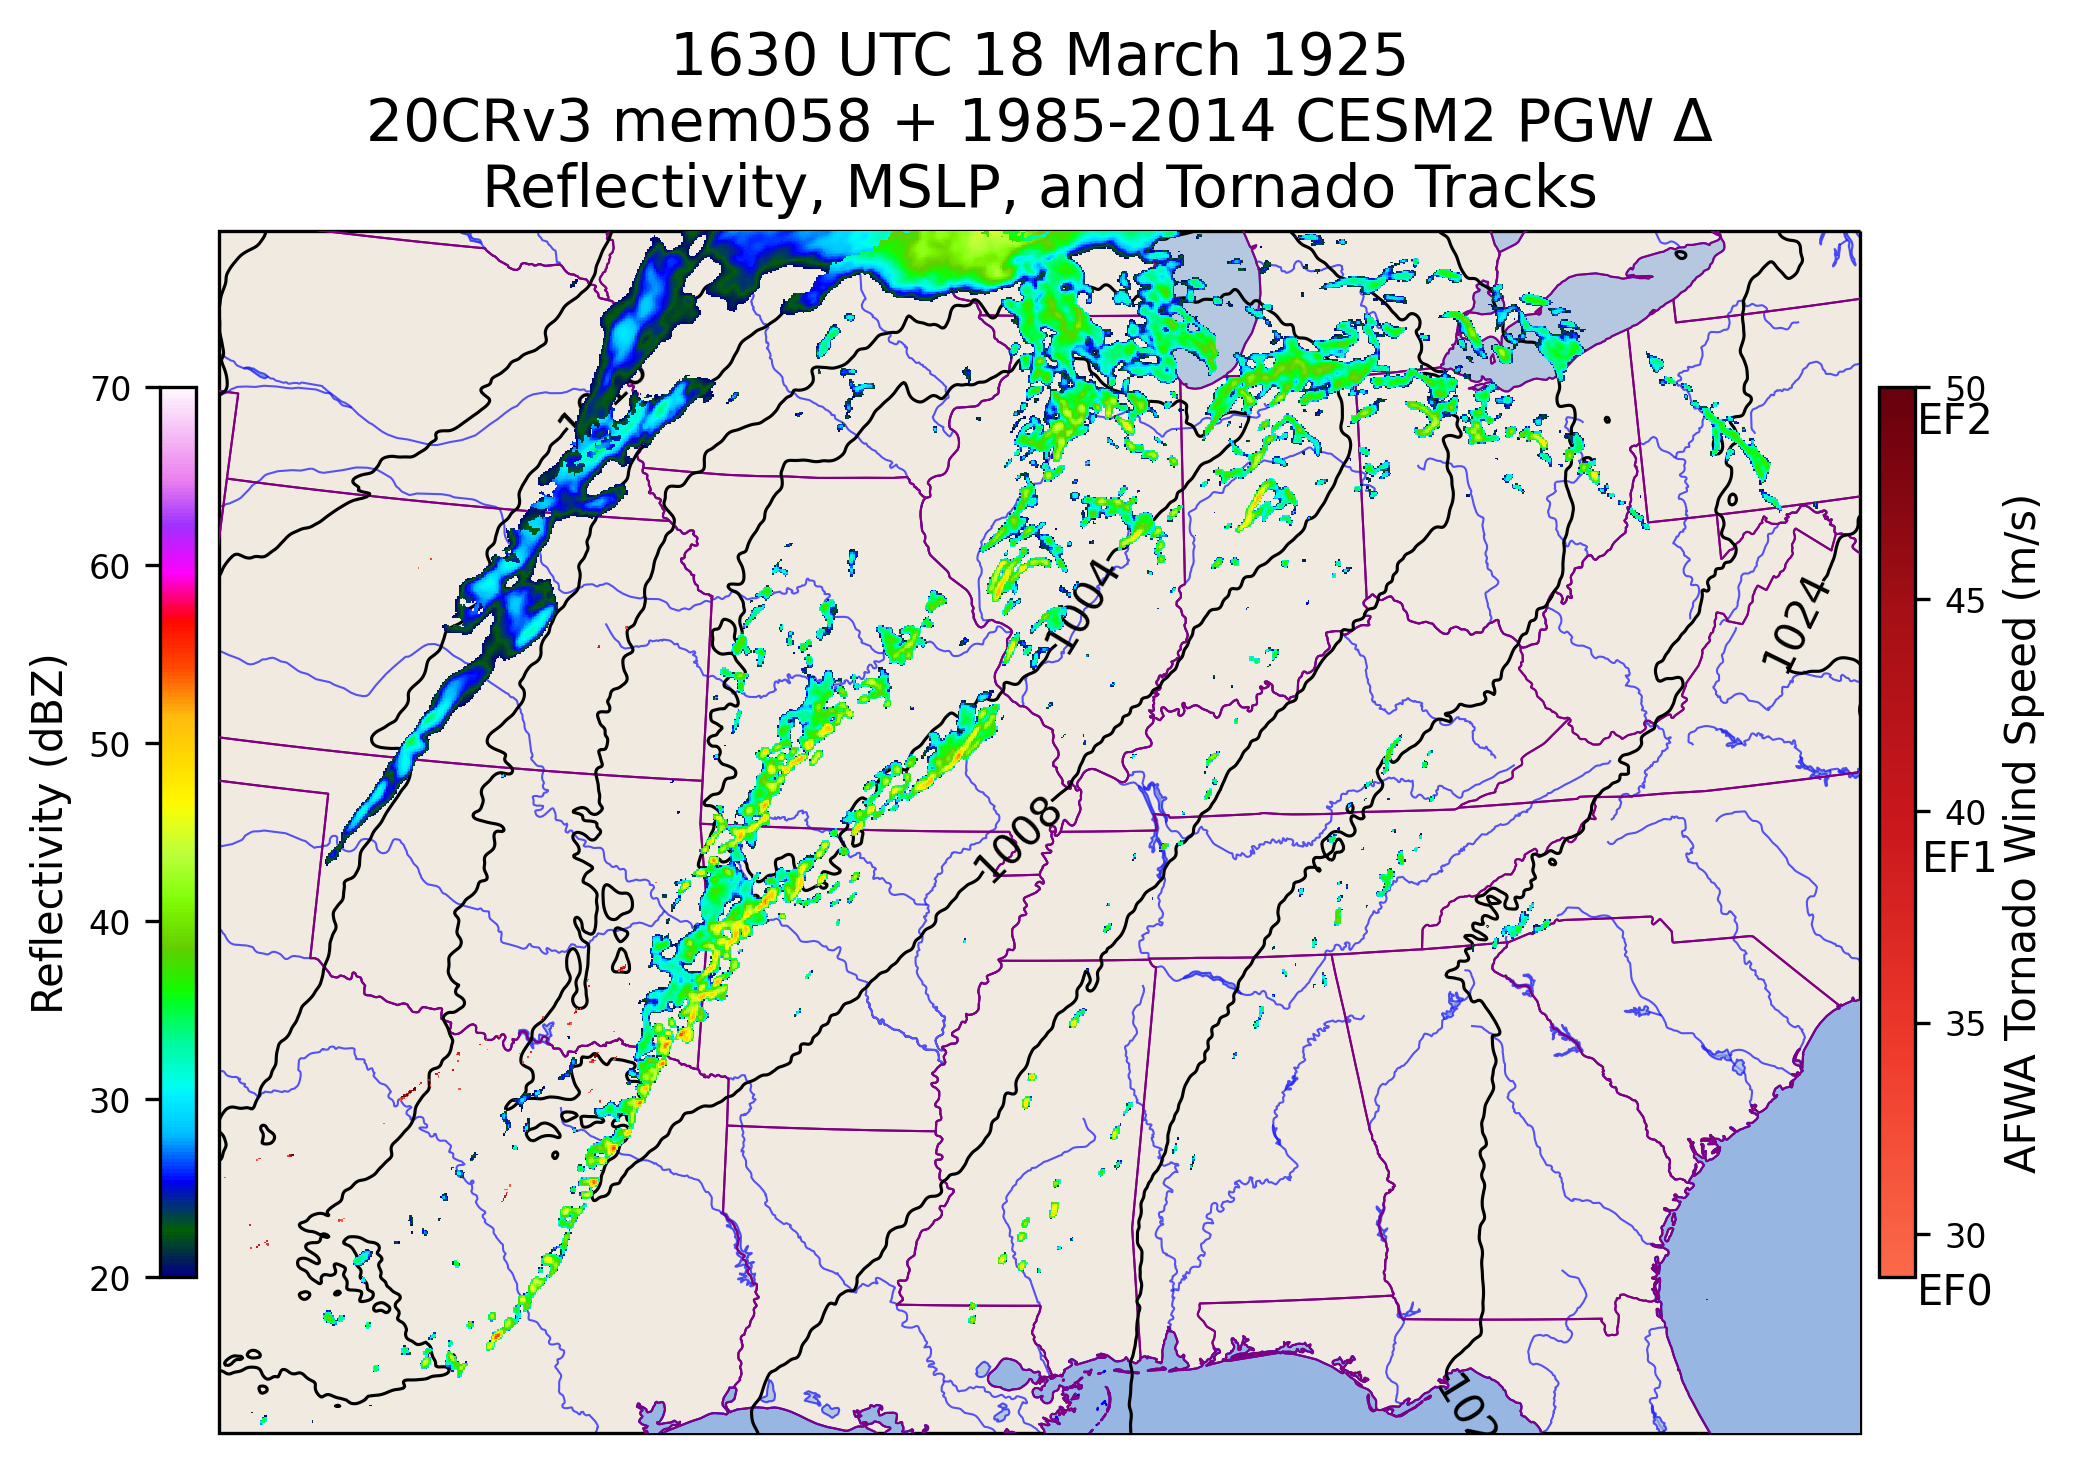 1630 UTC 18 March 1925
20CRv3 mem058 + 1985-2014 CESM2 PGW Δ
Reflectivity, MSLP, and Tornado Tracks
Reflectivity (dBZ)
70
60
50
40
30
20
1004
1008
1024
50
EF2
45
40
EF1
35
30
EF0
AFWA Tornado Wind Speed (m/s)